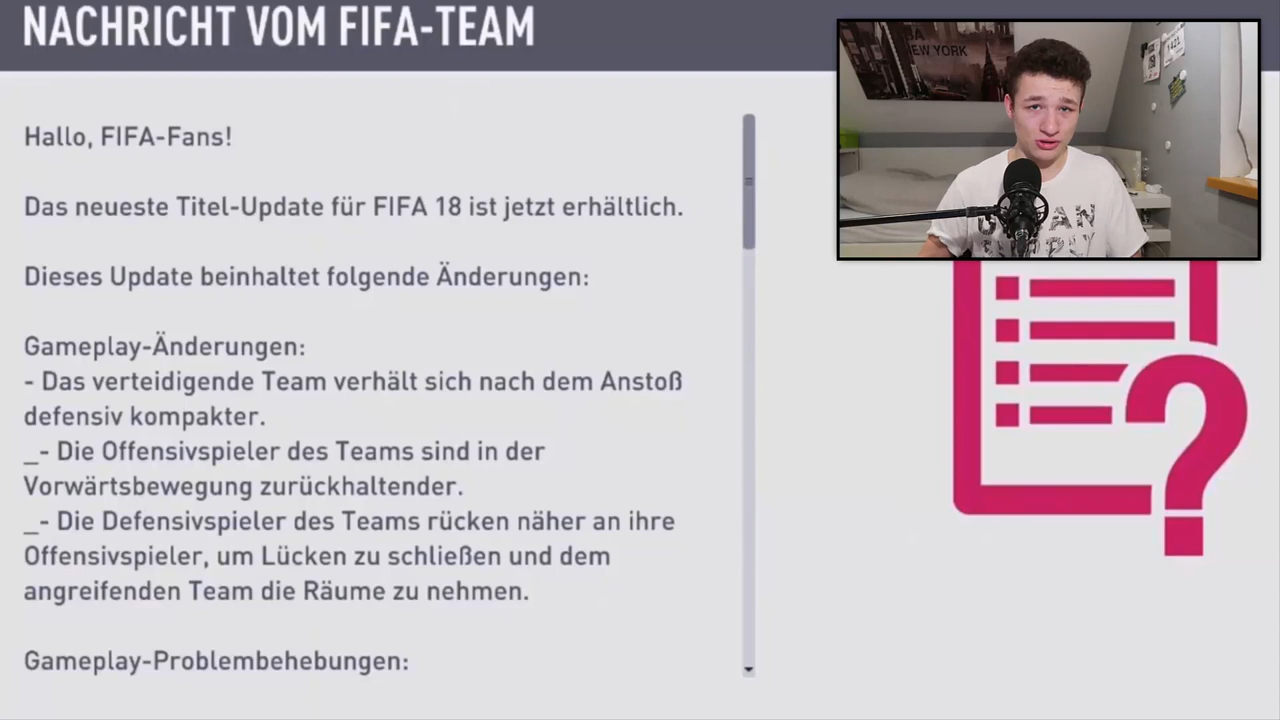 NACHRICHT VOM FIFA-TEAM
Hallo, FIFA-Fans!
Das neueste Titel-Update für FIFA 18 ist jetzt erhältlich.
Dieses Update beinhaltet folgende Änderungen:
Gameplay-Änderungen:
- Das verteidigende Team verhält sich nach dem Anstoß
defensiv kompakter.
_- Die Offensivspieler des Teams sind in der
Vorwärtsbewegung zurückhaltender.
_- Die Defensivspieler des Teams rücken näher an ihre
Offensivspieler, um Lücken zu schließen und dem
angreifenden Team die Räume zu nehmen.
Gameplay-Problembehebungen:
EW YORK